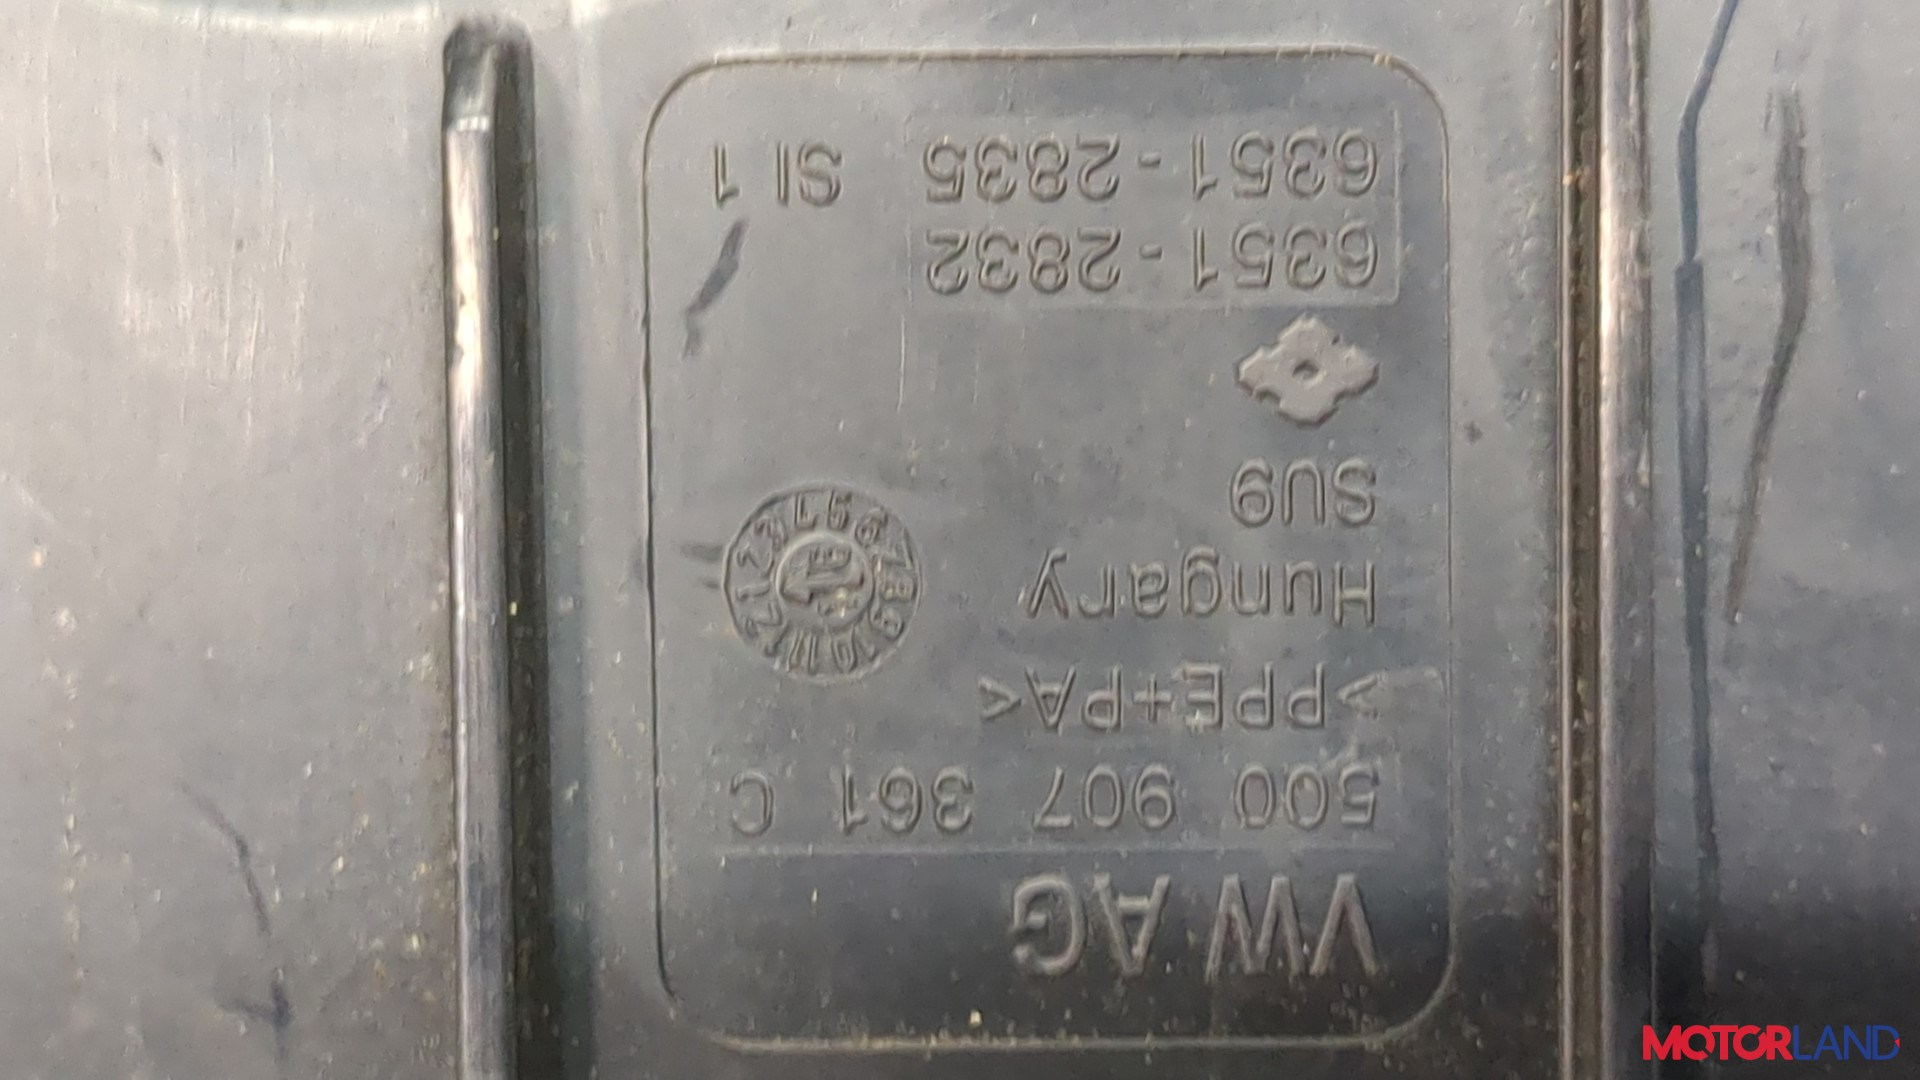 VW AG
5Q0 907 361 C
>PPE+PA<
Hungary
SU9
6351-2832
6351-2835 SI 1
MOTORLAND